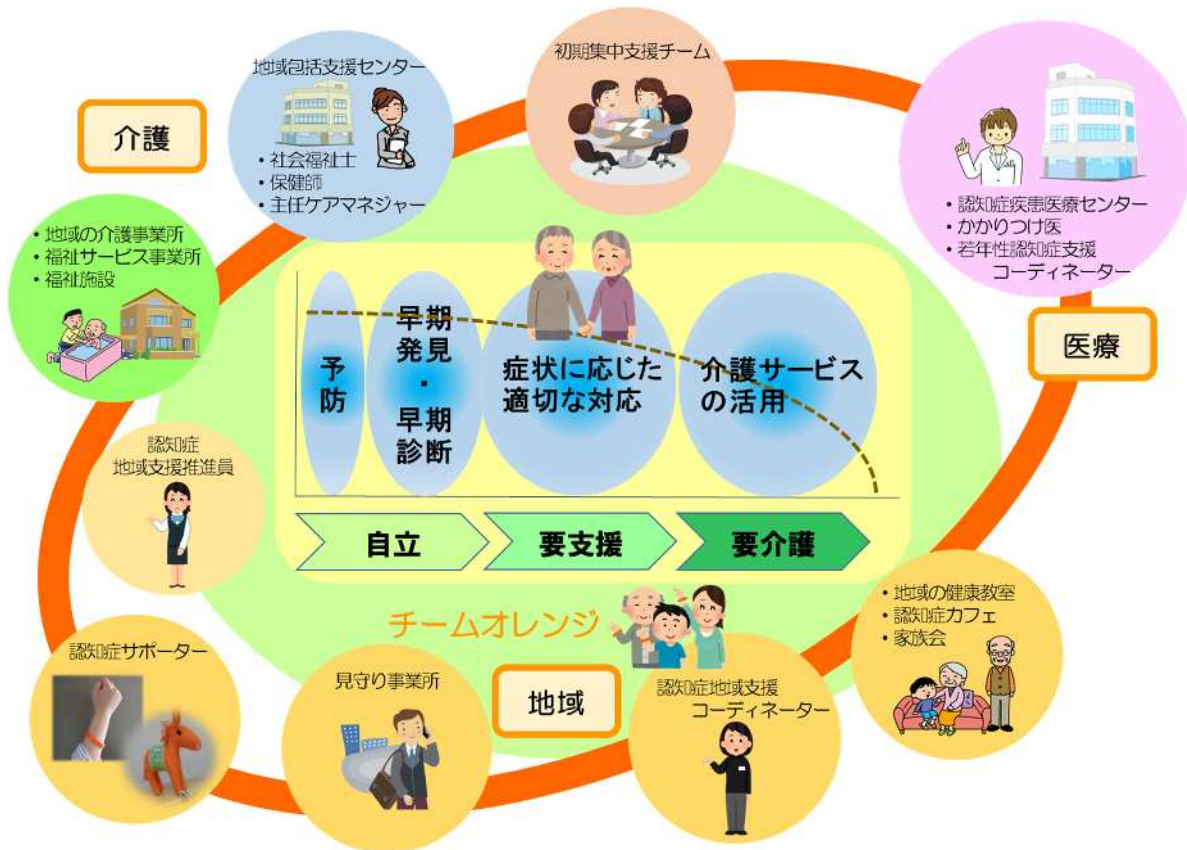 介護
地域包括支援センター
・社会福祉士
・保健師
・主任ケアマネジャー
初期集中支援チーム
・認知症疾患医療センター
・かかりつけ医
・若年性認知症支援
コーディネーター
医療
・地域の介護事業所
・福祉サービス事業所
・福祉施設
予防
早期発見・早期診断
症状に応じた
適切な対応
介護サービス
の活用
自立
要支援
要介護
認知症
地域支援推進員
チームオレンジ
・地域の健康教室
・認知症カフェ
・家族会
認知症サポーター
見守り事業所
地域
認知症地域支援
コーディネーター